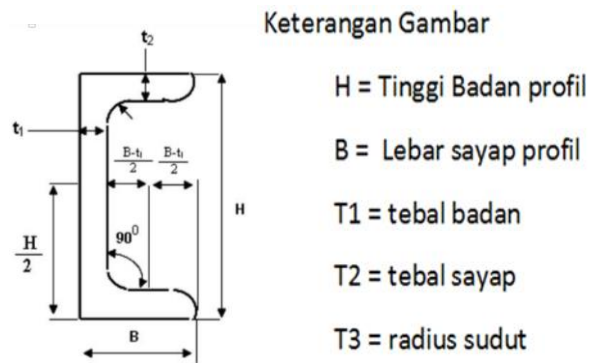 Keterangan Gambar
t2
H = Tinggi Badan profil
t1
B = Lebar sayap profil
B-t1
2
B-t1
2
H
T1 = tebal badan
H
2
90⁰
T2 = tebal sayap
B
T3 = radius sudut